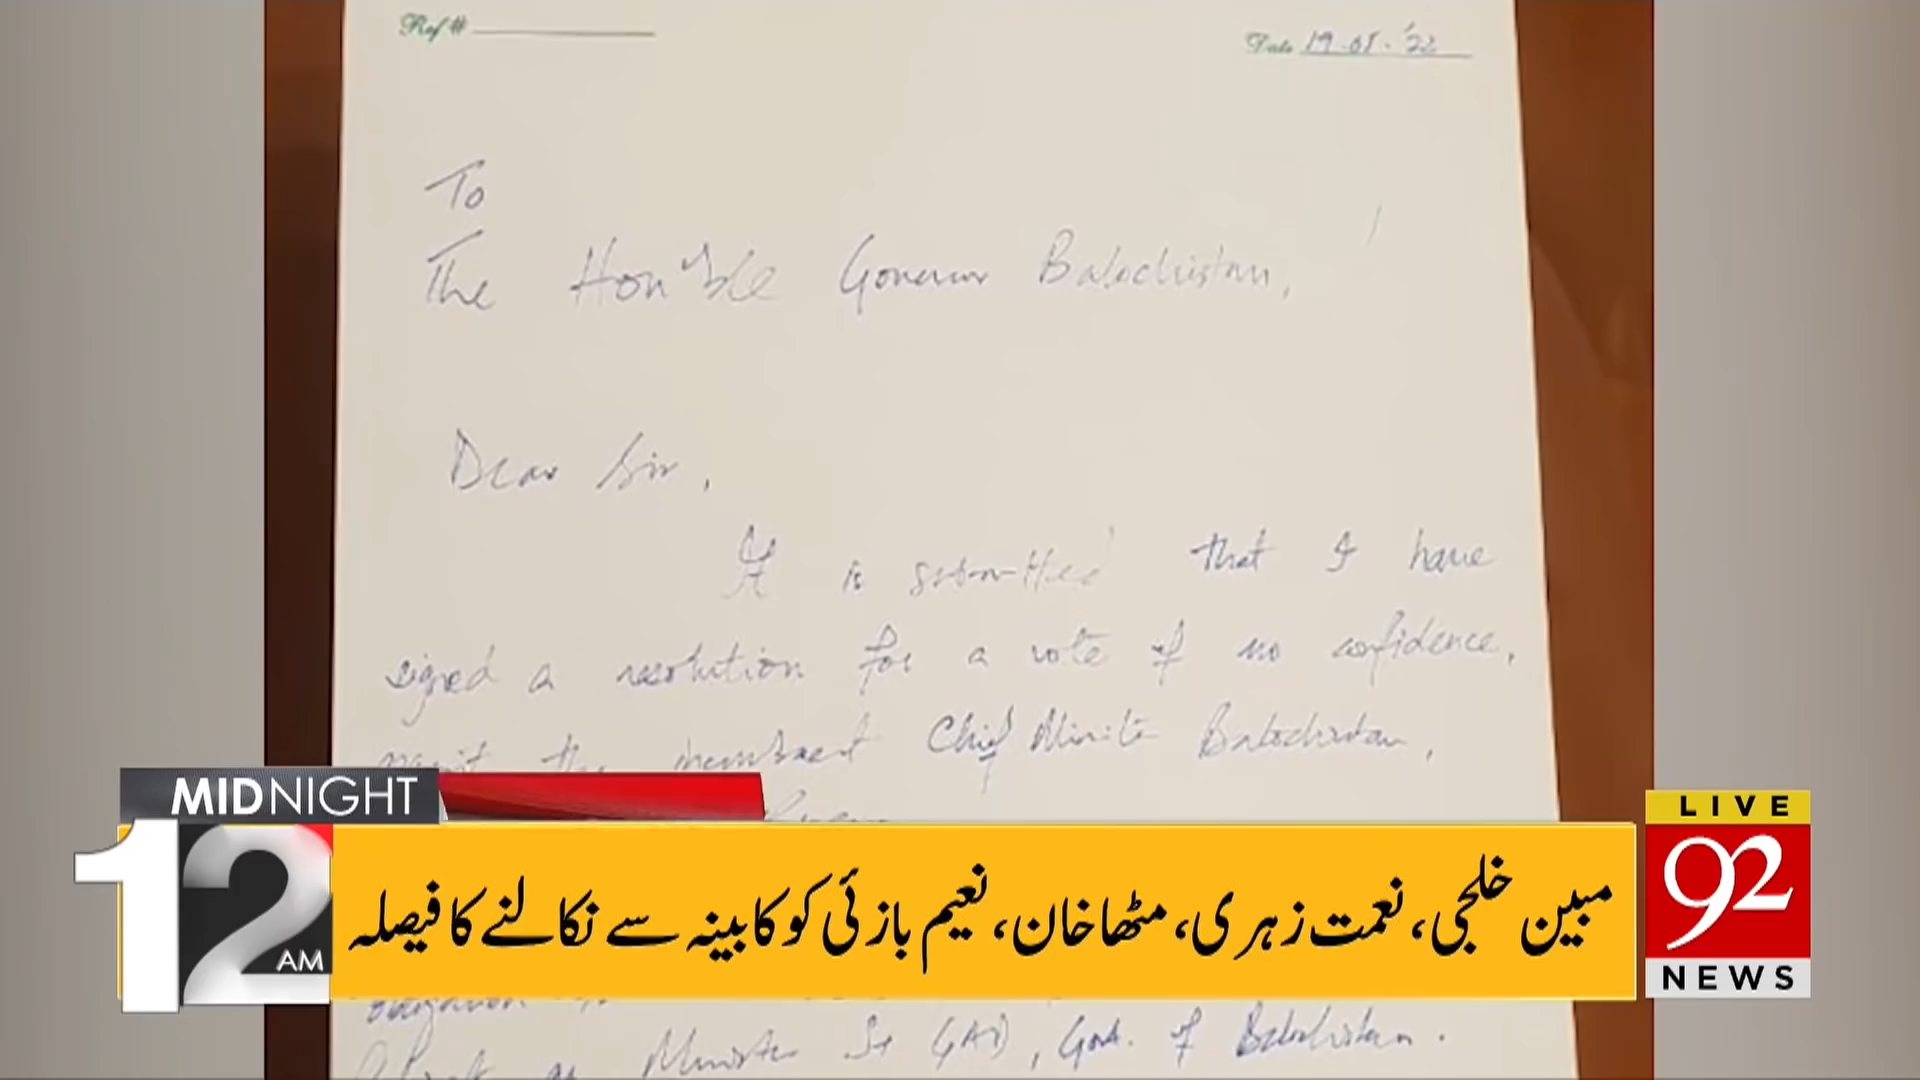 Ref #
Date 19-05-'22
To
The Hon'ble Governor Balochistan,
Dear Sir,
It is submitted that I have
signed a resolution for a vote of no confidence,
the incumbent Chief Minister Balochistan,
MIDNIGHT
12
AM
مبین خلجی، نعمت زہری، مٹھا خان، نعیم بازئی کو کابینہ سے نکالنے کا فیصلہ
LIVE
92
NEWS
as Minister S& GAD, Govt. of Balochistan.